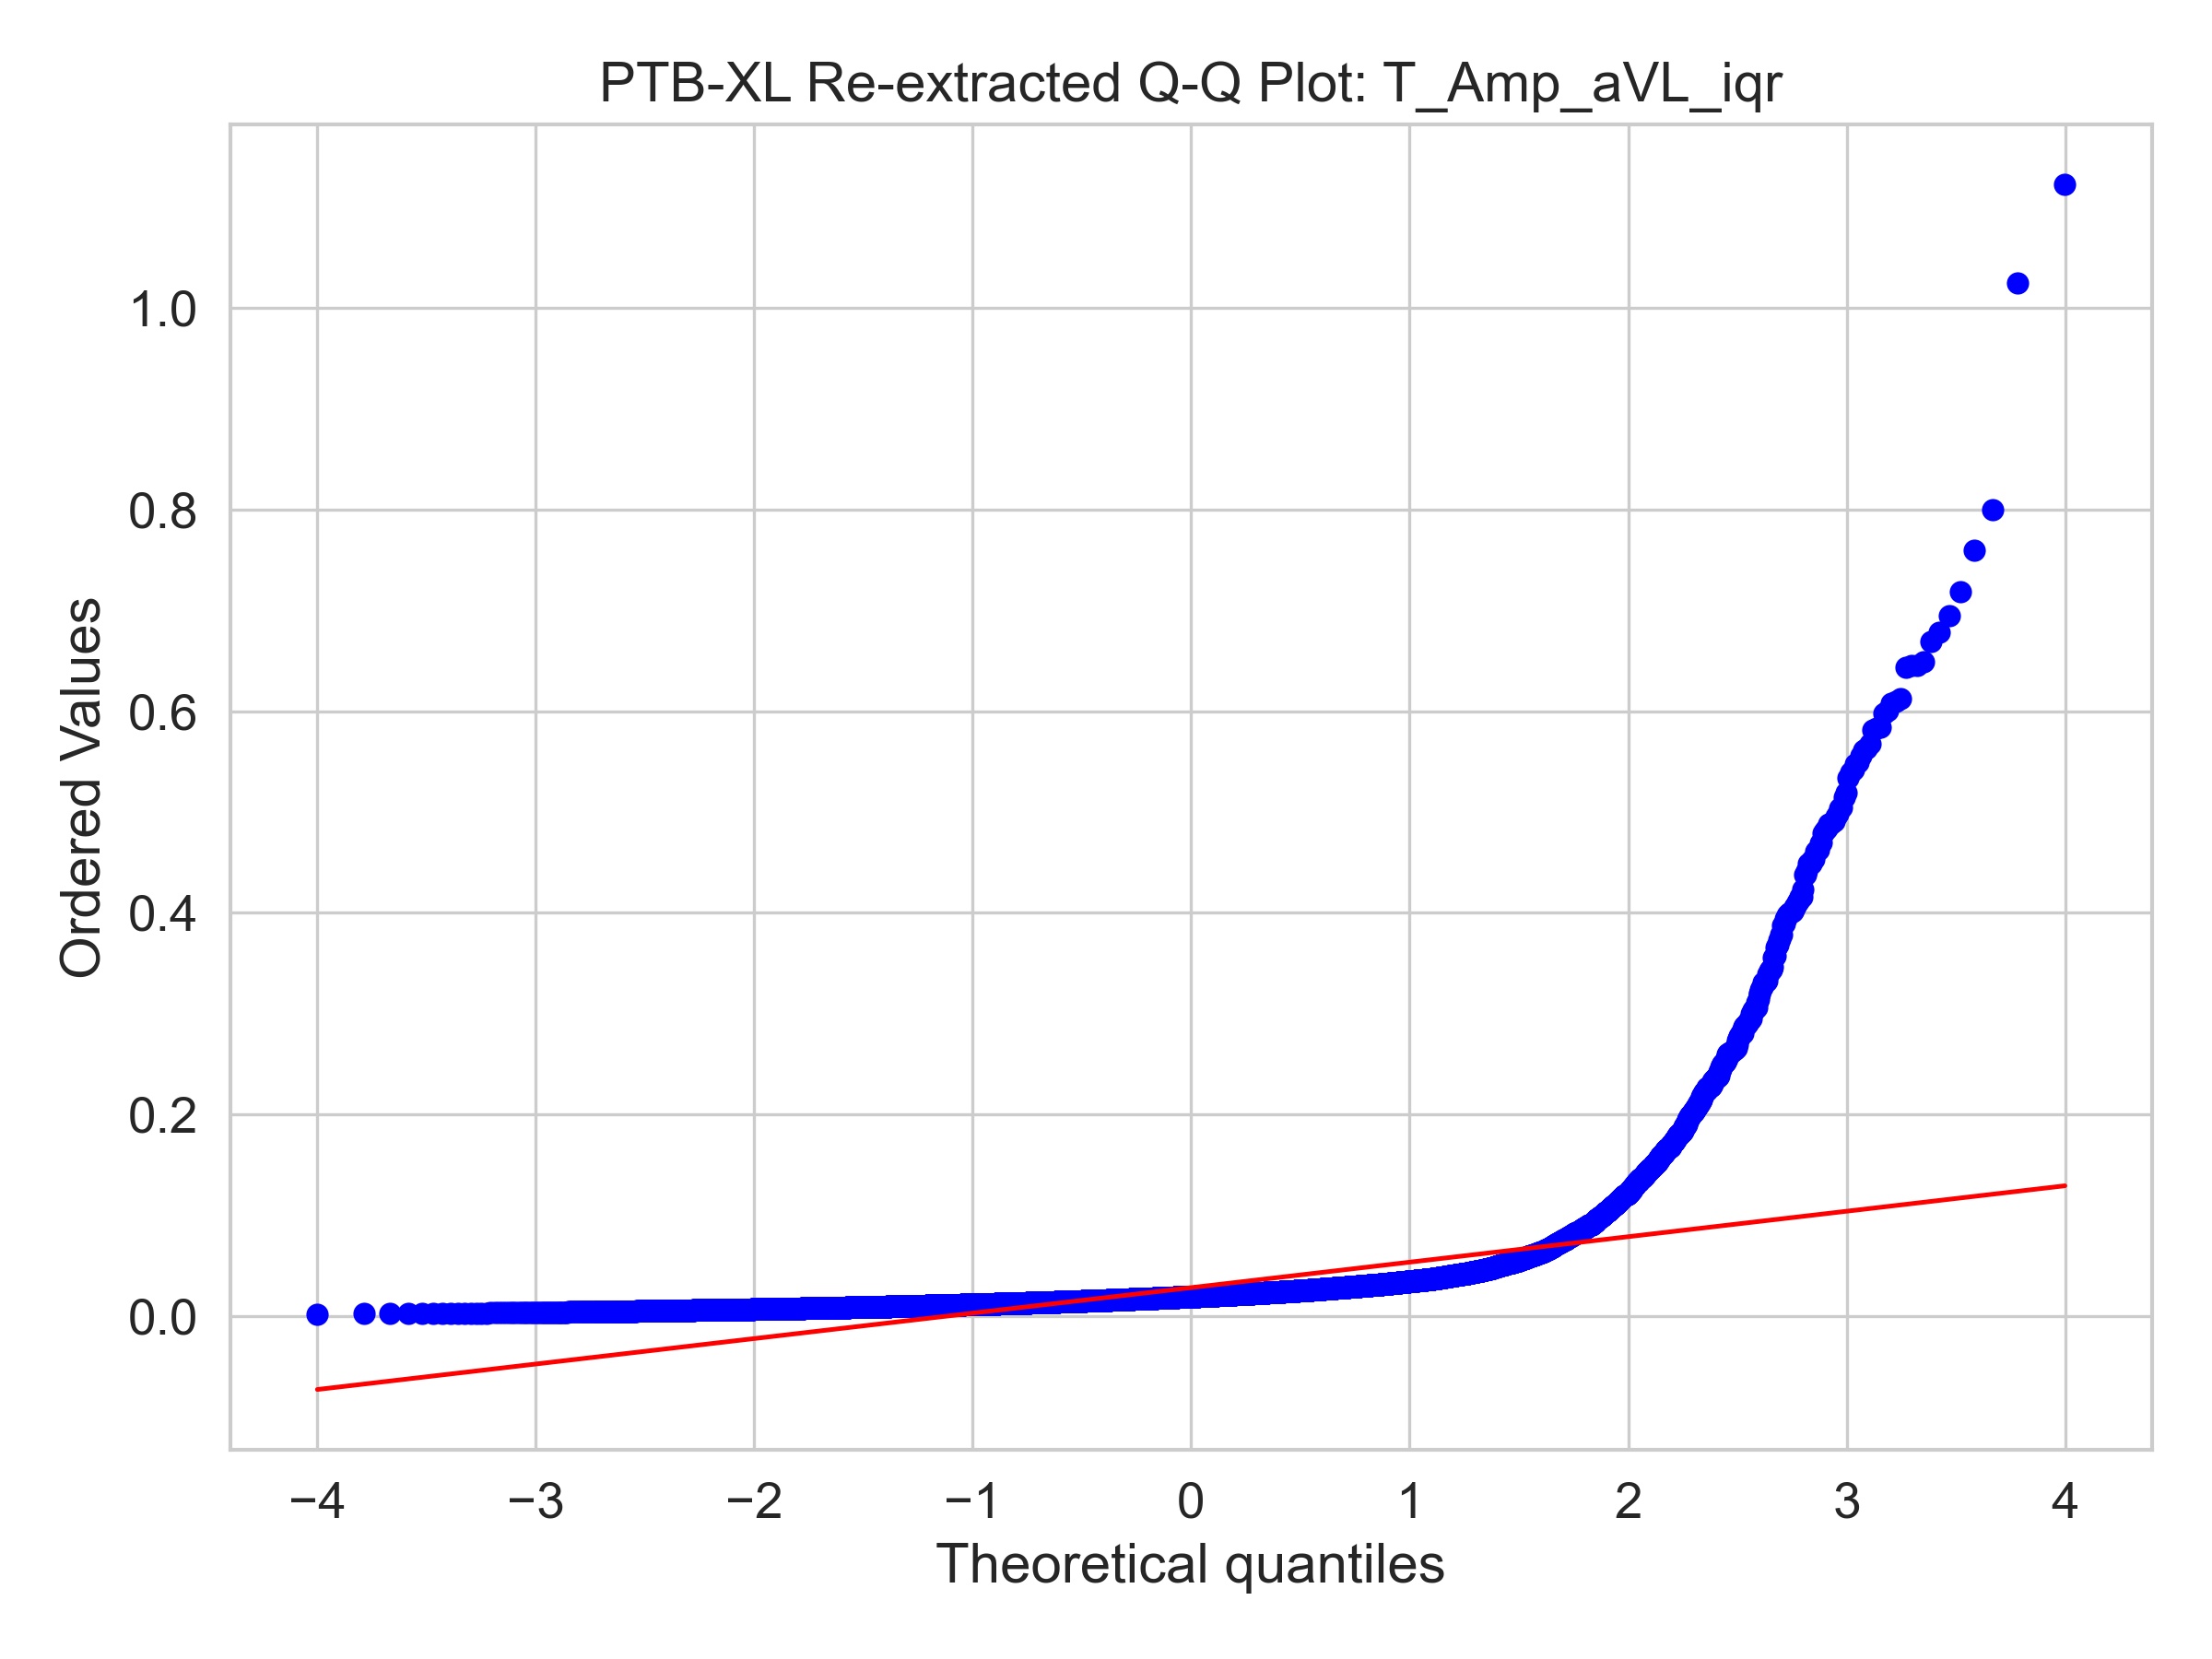 PTB-XL Re-extracted Q-Q Plot: T_Amp_aVL_iqr
1.0
0.8
0.6
0.4
0.2
0.0
Ordered Values
−4 −3 −2 −1 0 1 2 3 4
Theoretical quantiles